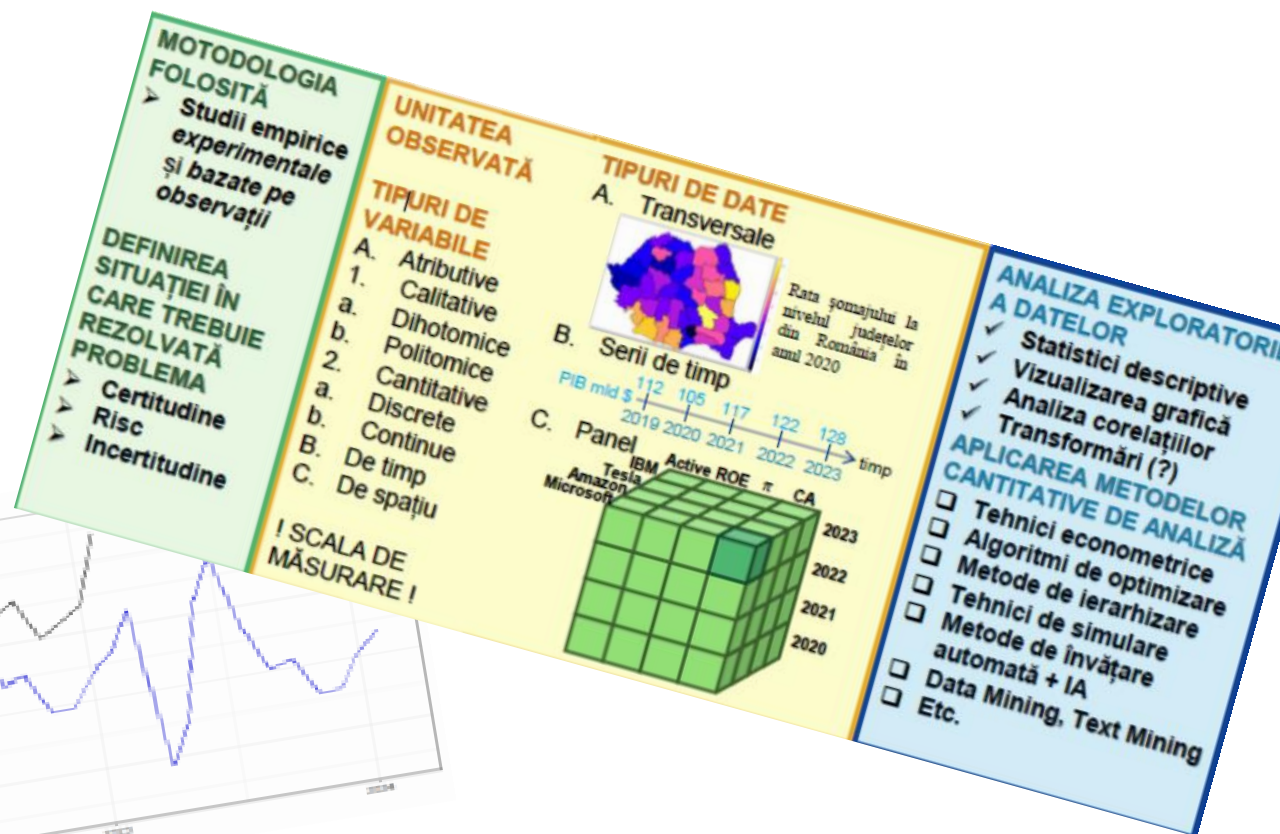 MOTODOLOGIA
FOLOSITĂ
➢ Studii empirice
experimentale
și bazate pe
observații
DEFINIREA
SITUAȚIEI ÎN
CARE TREBUIE
REZOLVATĂ
PROBLEMA
➢ Certitudine
➢ Risc
➢ Incertitudine
UNITATEA
OBSERVATĂ
TIPURI DE
VARIABILE
A. Atributive
1. Calitative
a. Dihotomice
b. Politomice
2. Cantitative
a. Discrete
b. Continue
B. De timp
C. De spațiu
! SCALA DE
MĂSURARE !
TIPURI DE DATE
A. Transversale
Rata șomajului la
nivelul județelor
din România în
anul 2020
B. Serii de timp
PIB mld $ 112 105 117 122 128
2019 2020 2021 2022 2023 timp
C. Panel
IBM
Tesla
Amazon
Microsoft
Active ROE π CA
2023
2022
2021
2020
ANALIZA EXPLORATORI
A DATELOR
✓ Statistici descriptive
✓ Vizualizarea grafică
✓ Analiza corelațiilor
✓ Transformări (?)
APLICAREA METODELOR
CANTITATIVE DE ANALIZĂ
❑ Tehnici econometrice
❑ Algoritmi de optimizare
❑ Metode de ierarhizare
❑ Tehnici de simulare
❑ Metode de învățare
automată + IA
❑ Data Mining, Text Mining
❑ Etc.